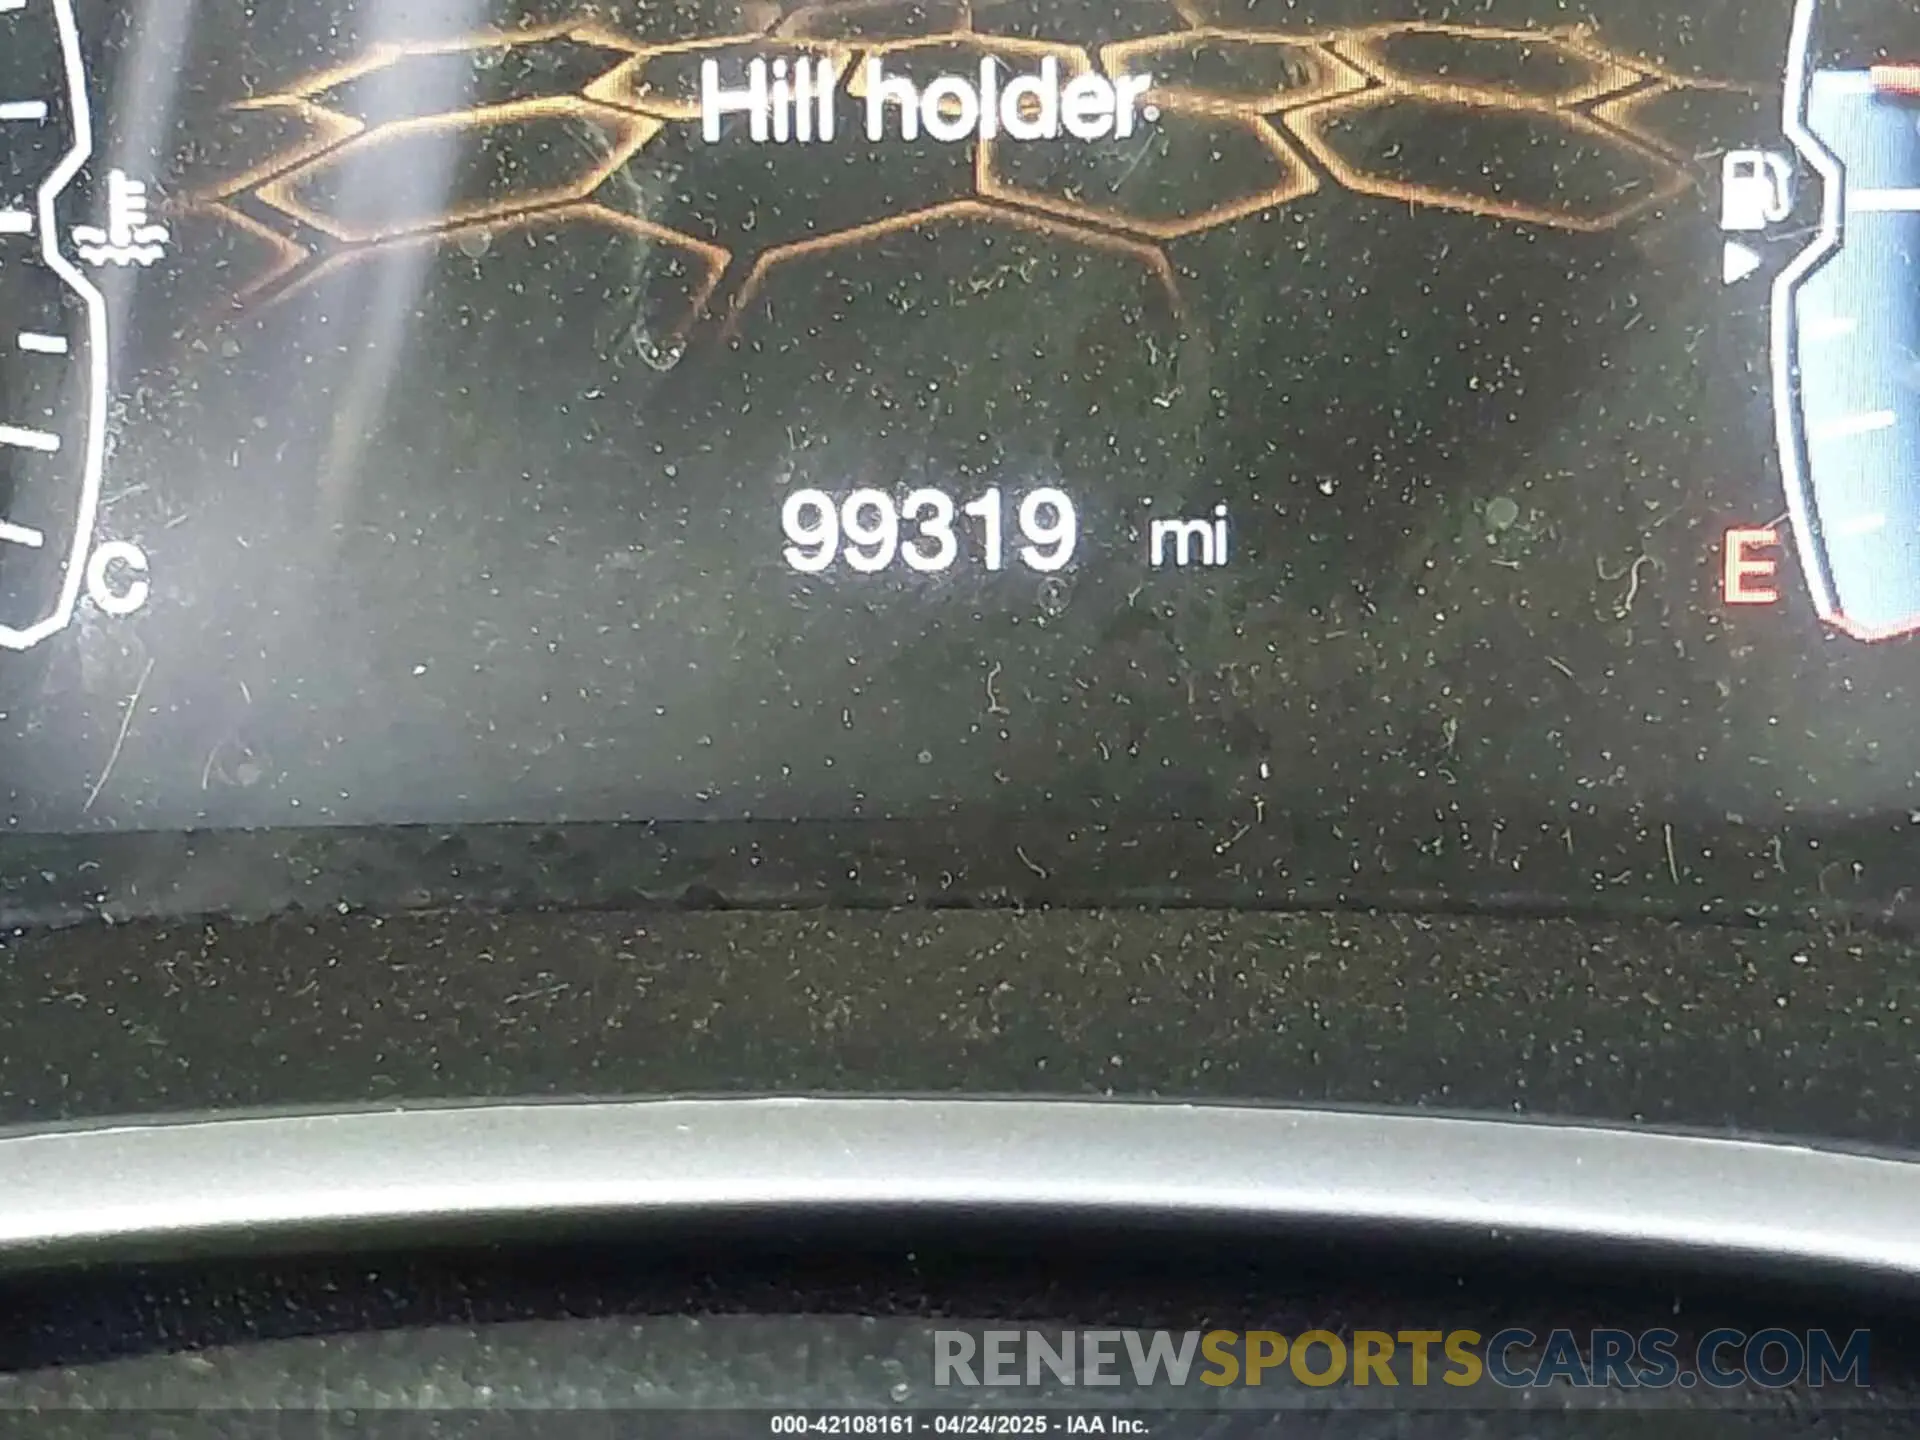 Hill holder.
99319 mi
C
E
RENEWSPORTSCARS.COM
000-42108161 - 04/24/2025 - IAA Inc.